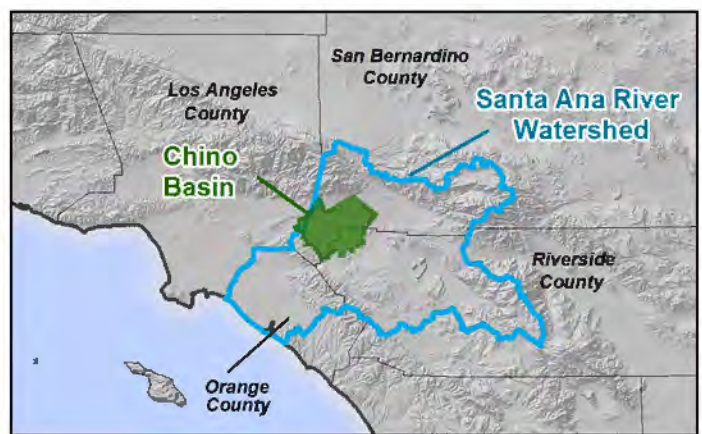 San Bernardino
County
Los Angeles
County
Santa Ana River
Watershed
Chino
Basin
Riverside
County
Orange
County